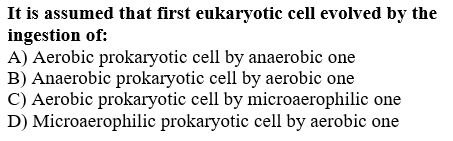 It is assumed that first eukaryotic cell evolved by the
ingestion of:
A) Aerobic prokaryotic cell by anaerobic one
B) Anaerobic prokaryotic cell by aerobic one
C) Aerobic prokaryotic cell by microaerophilic one
D) Microaerophilic prokaryotic cell by aerobic one